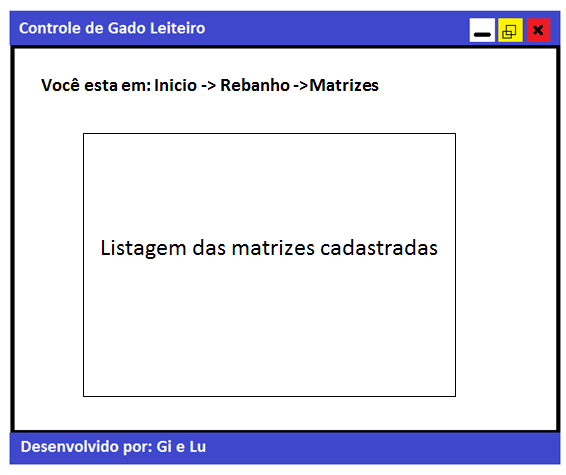 Controle de Gado Leiteiro
Você esta em: Inicio -> Rebanho ->Matrizes
Listagem das matrizes cadastradas
Desenvolvido por: Gi e Lu